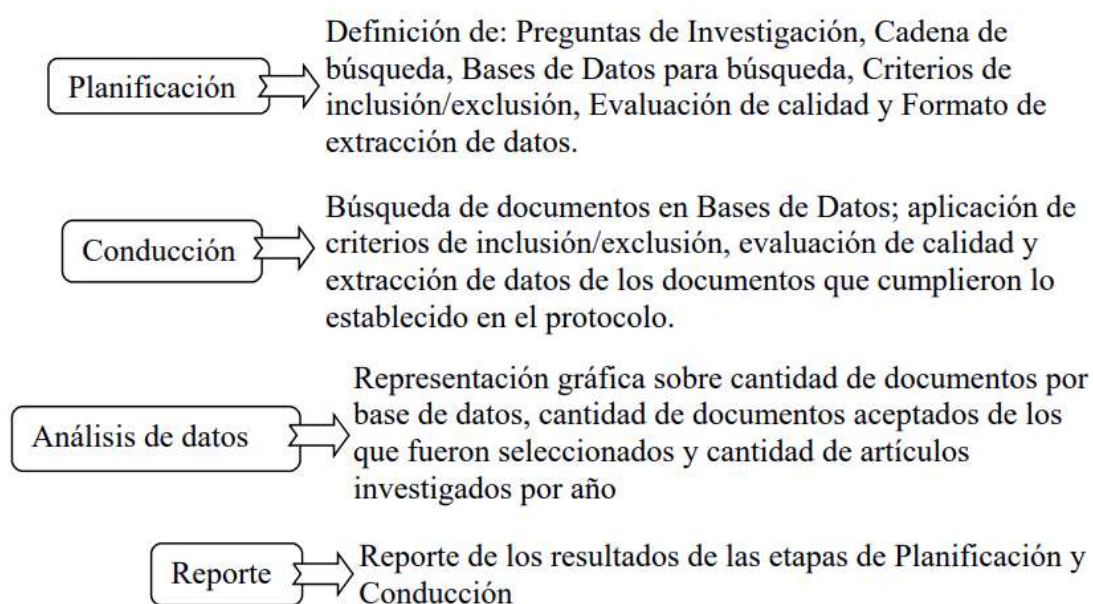 Planificación
Definición de: Preguntas de Investigación, Cadena de
búsqueda, Bases de Datos para búsqueda, Criterios de
inclusión/exclusión, Evaluación de calidad y Formato de
extracción de datos.
Conducción
Búsqueda de documentos en Bases de Datos; aplicación de
criterios de inclusión/exclusión, evaluación de calidad y
extracción de datos de los documentos que cumplieron lo
establecido en el protocolo.
Análisis de datos
Representación gráfica sobre cantidad de documentos por
base de datos, cantidad de documentos aceptados de los
que fueron seleccionados y cantidad de artículos
investigados por año
Reporte
Reporte de los resultados de las etapas de Planificación y
Conducción